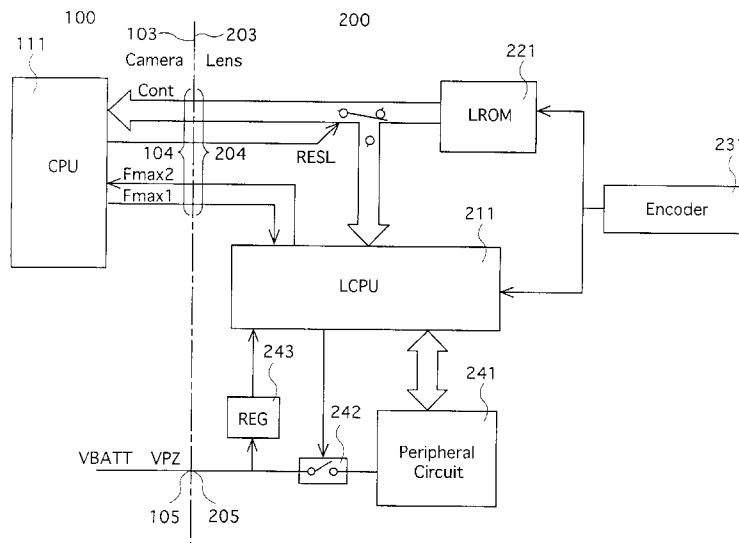 100
200
103
203
111
Camera
Lens
221
Cont
LROM
CPU
104
204
RESL
231
Fmax2
Fmax1
Encoder
211
LCPU
243
241
REG
242
Peripheral
Circuit
VBATT
VPZ
105
205